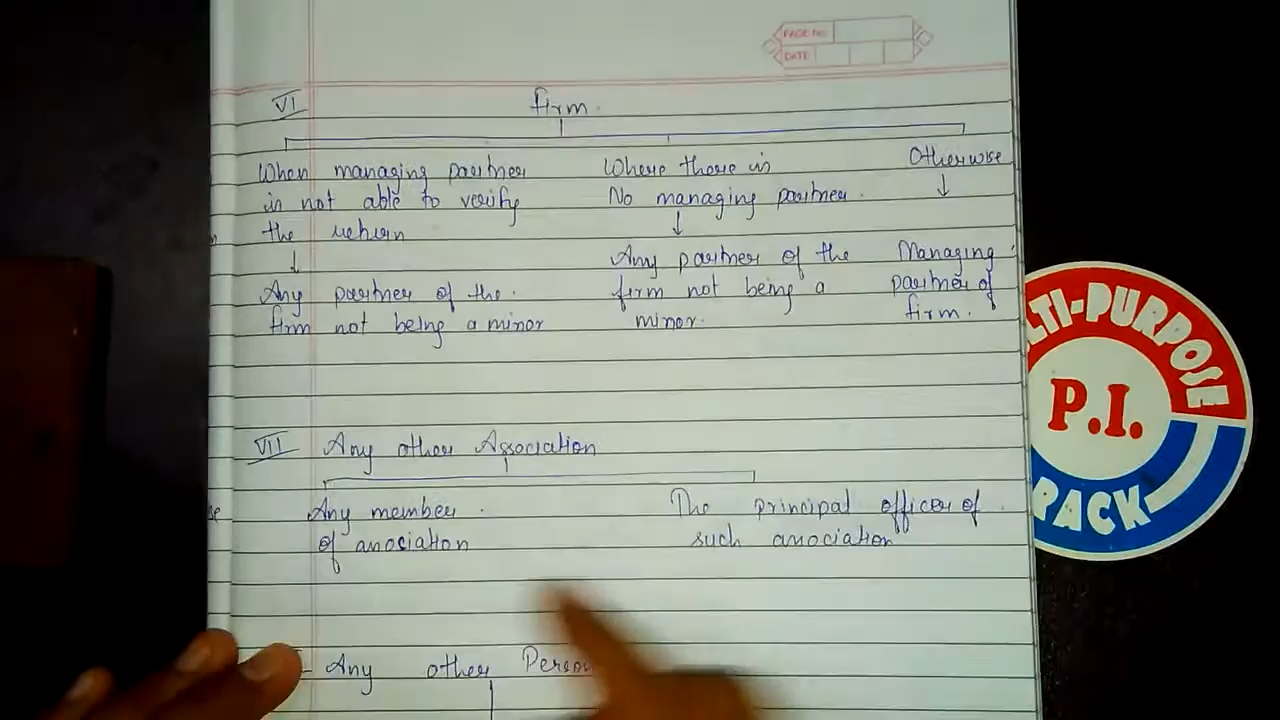 PAGE NO.
DATE
VI
firm.
When managing partner
is not able to verify
the return
↓
Any partner of the.
firm not being a minor
Where there is
No managing partner.
↓
Any partner of the
firm not being a
minor.
Otherwise
↓
Managing
partner of
firm.
VII Any other Association
Any member.
of association
The principal officer of
such association
Any other Person
MULTI-PURPOSE
P.I.
PACK